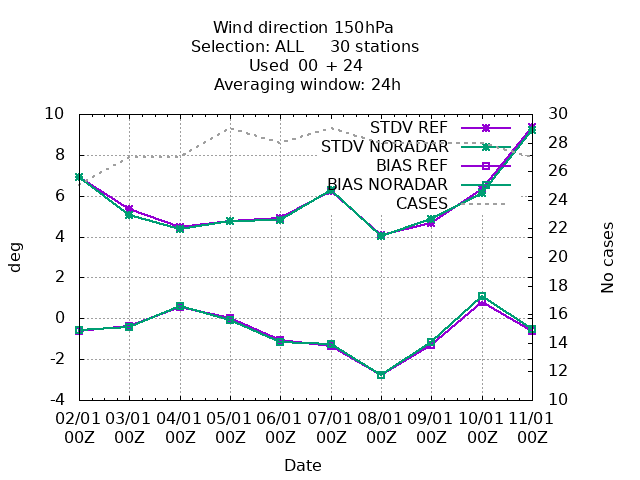 Wind direction 150hPa
Selection: ALL 30 stations
Used 00 + 24
Averaging window: 24h
10
8
6
4
2
0
-2
-4
deg
30
28
26
24
22
20
18
16
14
12
10
No cases
STDV REF
STDV NORADAR
BIAS REF
BIAS NORADAR
CASES
02/01 03/01 04/01 05/01 06/01 07/01 08/01 09/01 10/01 11/01
00Z 00Z 00Z 00Z 00Z 00Z 00Z 00Z 00Z 00Z
Date